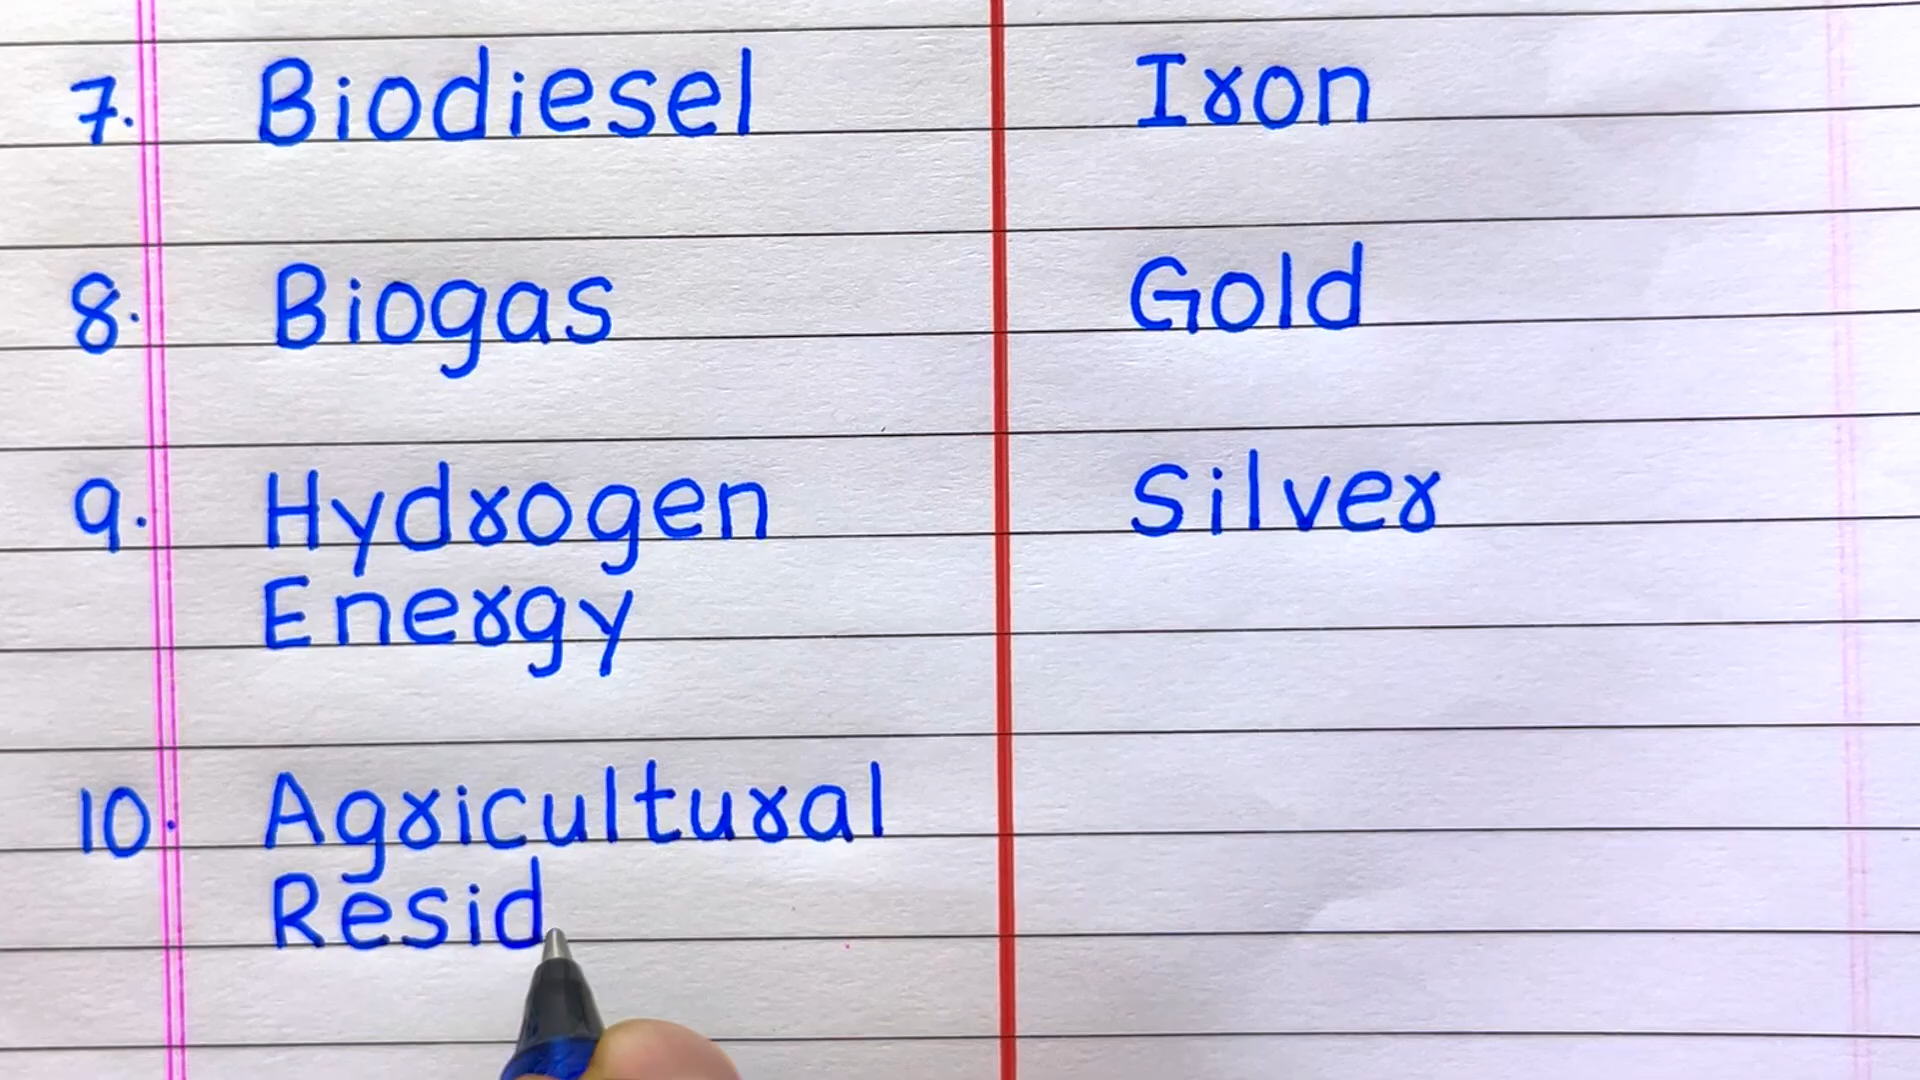 7. Biodiesel Iron
8. Biogas Gold
9. Hydrogen Silver
Energy
10. Agricultural
Resid